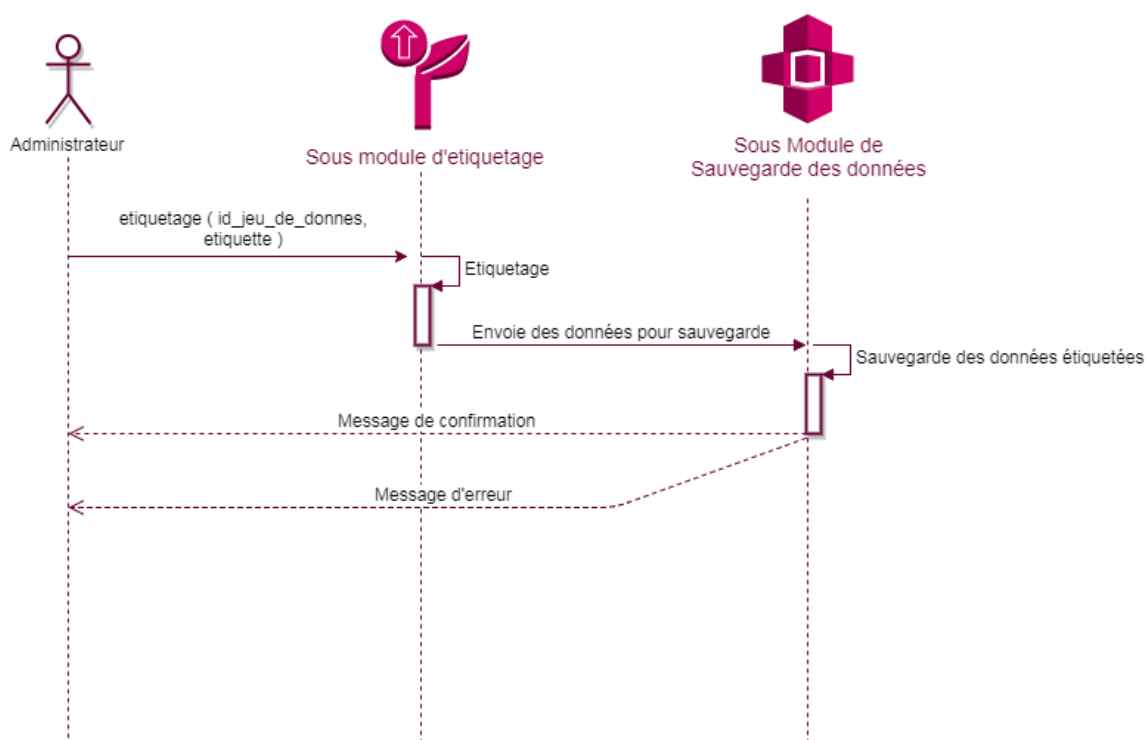 Administrateur
Sous module d'etiquetage
Sous Module de
Sauvegarde des données
etiquetage ( id_jeu_de_donnes,
etiquette )
Etiquetage
Envoie des données pour sauvegarde
Sauvegarde des données étiquetées
Message de confirmation
Message d'erreur